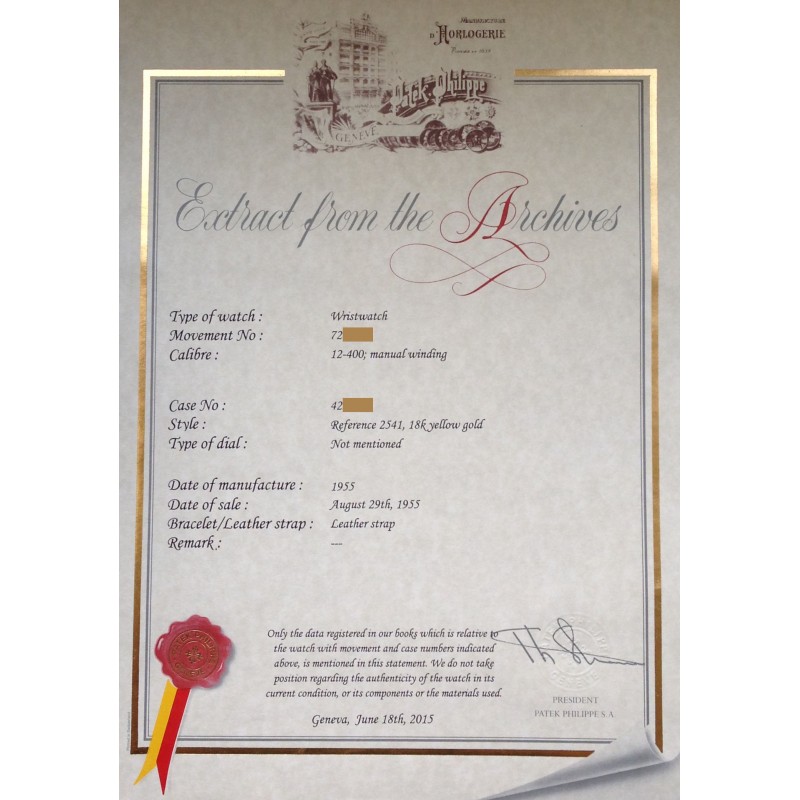 Manufacture
D'HORLOGERIE
Patek Philippe
GENÈVE
Extract from the Archives
Type of watch : Wristwatch
Movement No : 72
Calibre : 12-400; manual winding
Case No : 42
Style : Reference 2541, 18k yellow gold
Type of dial : Not mentioned
Date of manufacture : 1955
Date of sale : August 29th, 1955
Bracelet/Leather strap : Leather strap
Remark : ---
Only the data registered in our books which is relative to
the watch with movement and case numbers indicated
above, is mentioned in this statement. We do not take
position regarding the authenticity of the watch in its
current condition, or its components or the materials used.
Geneva, June 18th, 2015
PRESIDENT
PATEK PHILIPPE S.A.